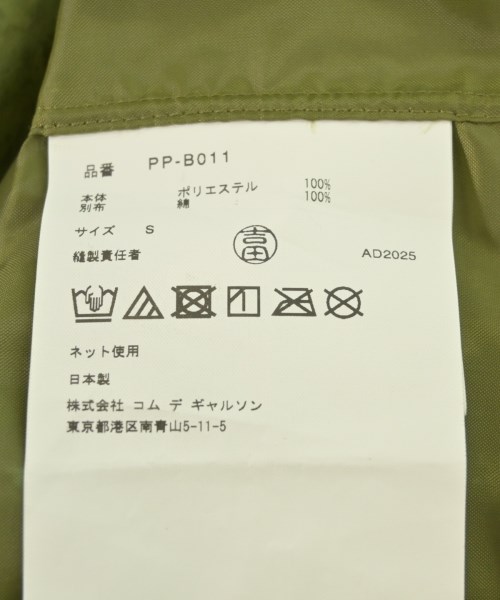 品番 PP-B011
本体 ポリエステル 100%
別布 綿 100%
サイズ S
縫製責任者 吉田 AD2025
ネット使用
日本製
株式会社 コム デ ギャルソン
東京都港区南青山5-11-5